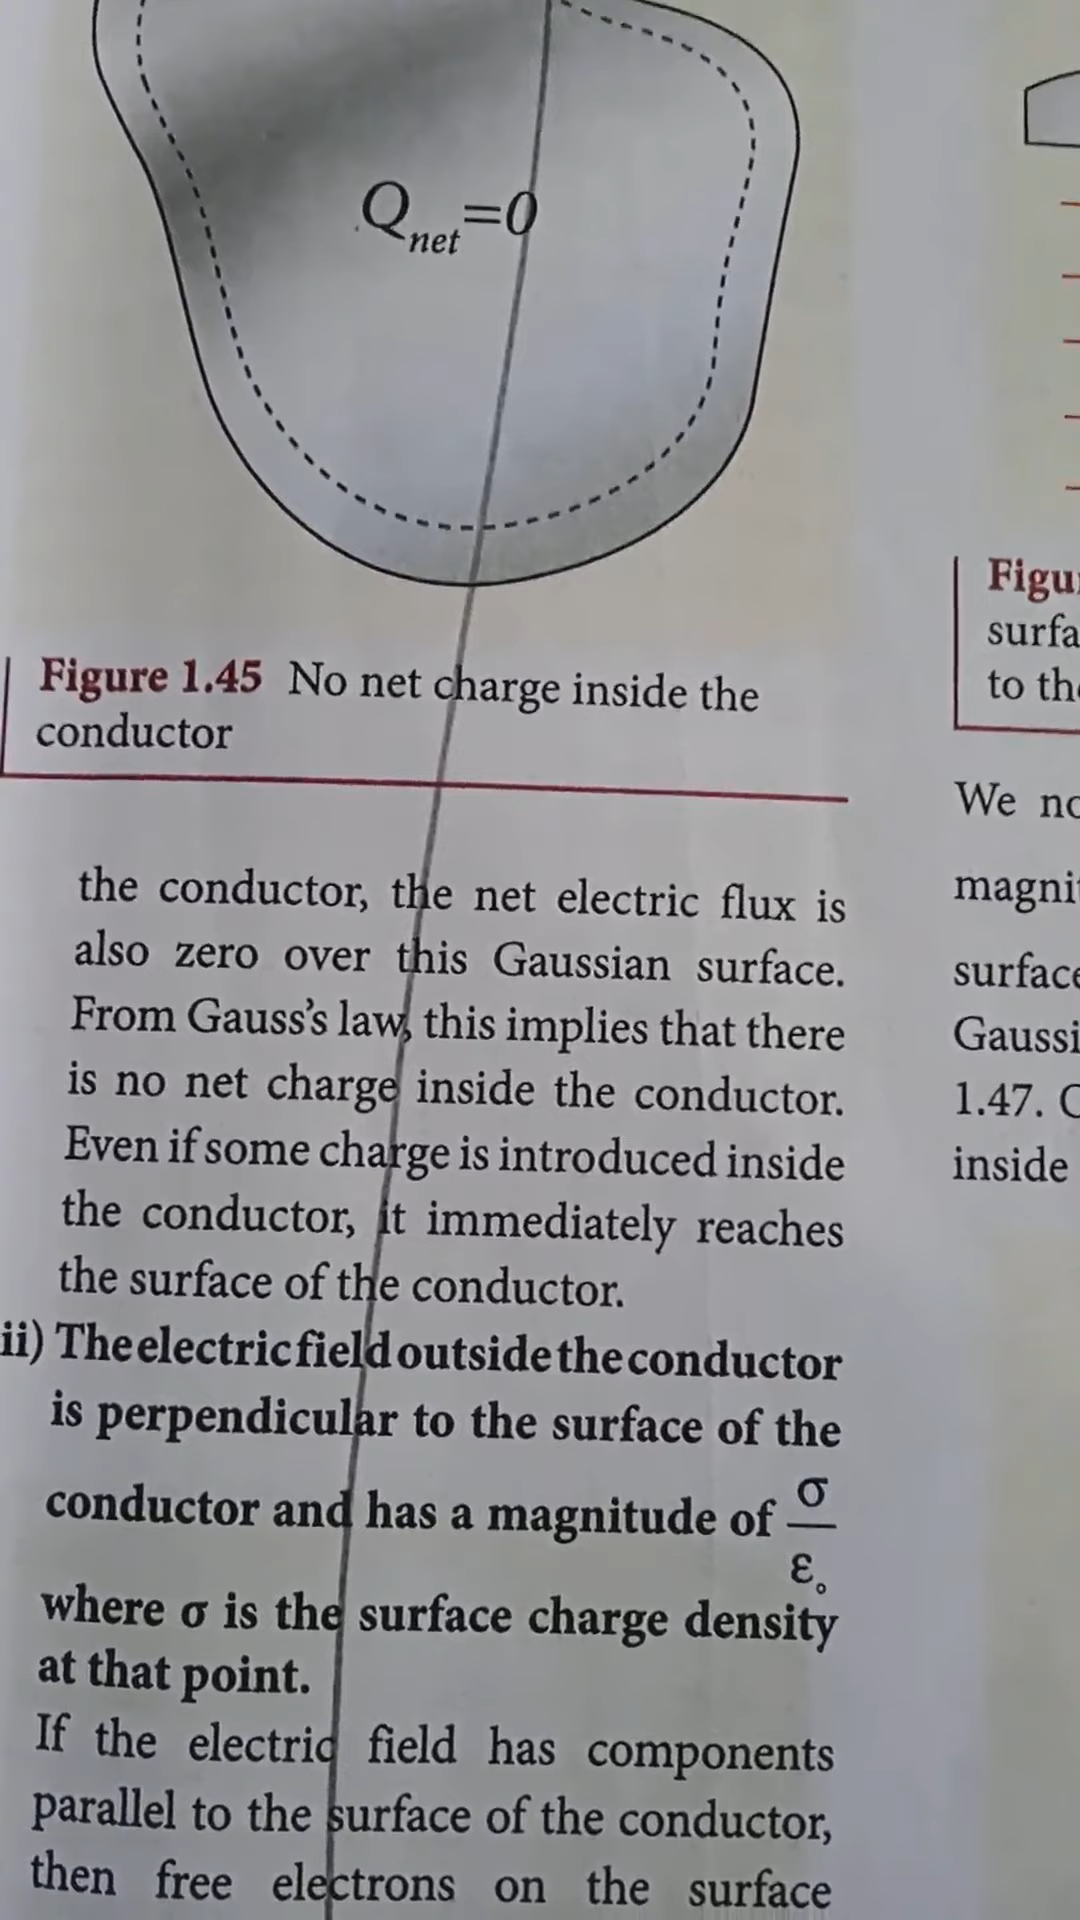 Qnet=0
Figure 1.45 No net charge inside the
conductor
the conductor, the net electric flux is
also zero over this Gaussian surface.
From Gauss's law, this implies that there
is no net charge inside the conductor.
Even if some charge is introduced inside
the conductor, it immediately reaches
the surface of the conductor.
ii) The electric field outside the conductor
is perpendicular to the surface of the
conductor and has a magnitude of σ/ε₀
where σ is the surface charge density
at that point.
If the electric field has components
parallel to the surface of the conductor,
then free electrons on the surface
surfa
to the
We no
magnit
surface
Gaussi
1.47.
inside